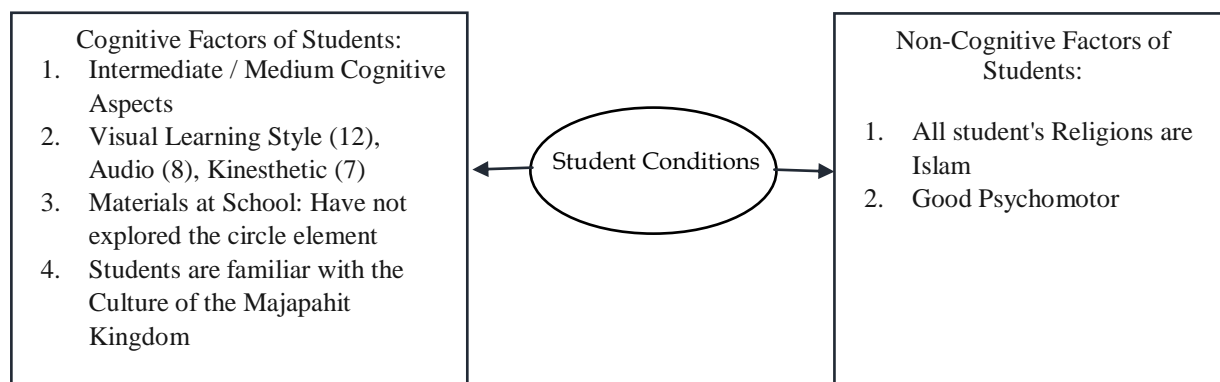 Cognitive Factors of Students:
1. Intermediate / Medium Cognitive
Aspects
2. Visual Learning Style (12),
Audio (8), Kinesthetic (7)
3. Materials at School: Have not
explored the circle element
4. Students are familiar with the
Culture of the Majapahit
Kingdom
Student Conditions
Non-Cognitive Factors of
Students:
1. All student's Religions are
Islam
2. Good Psychomotor